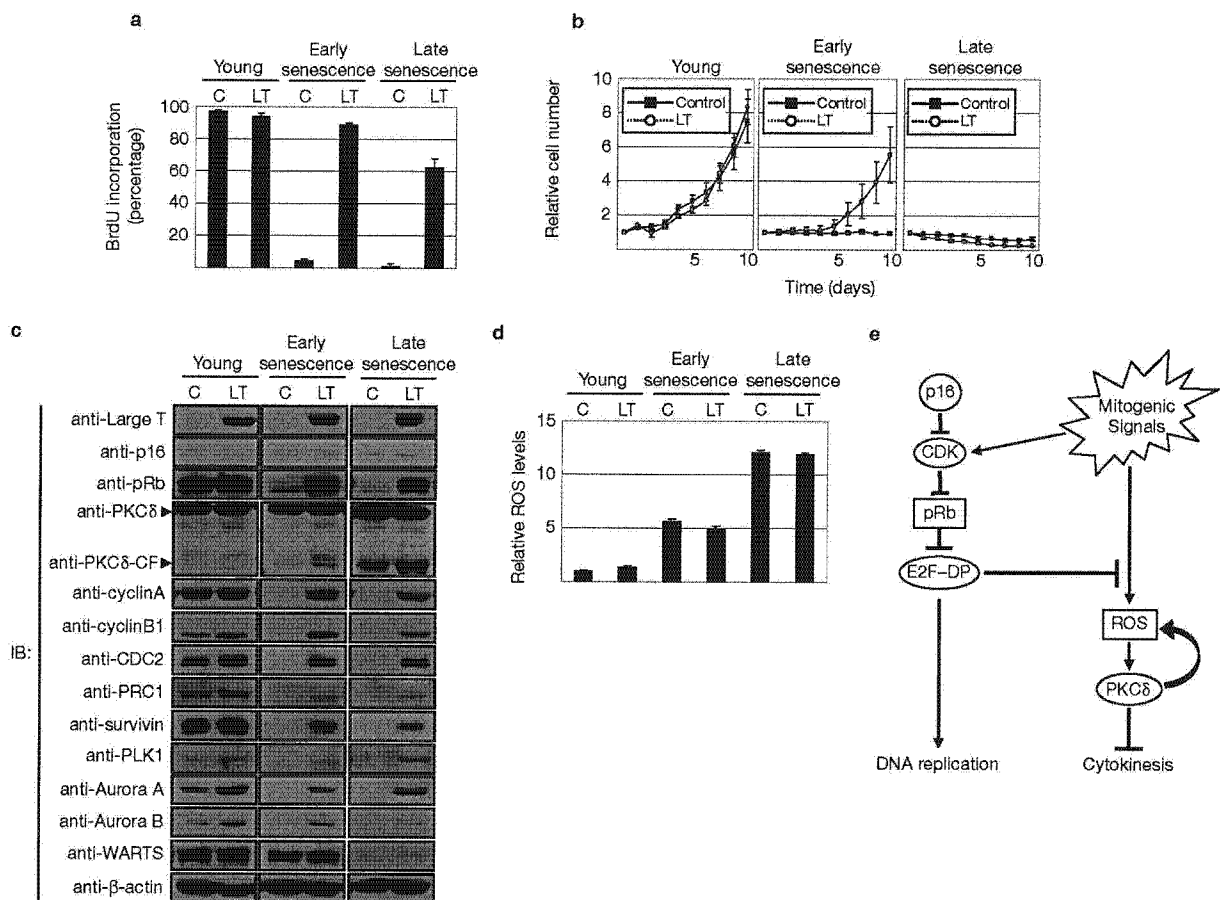 a
Young
Early senescence
Late senescence
C LT C LT C LT
BrdU incorporation (percentage)
100
80
60
40
20
b
Young
Early senescence
Late senescence
Relative cell number
10
8
6
4
2
Control
LT
Control
LT
Control
LT
5 10 5 10 5 10
Time (days)
c
Young
Early senescence
Late senescence
C LT C LT C LT
IB:
anti-Large T
anti-p16
anti-pRb
anti-PKCδ
anti-PKCδ-CF
anti-cyclinA
anti-cyclinB1
anti-CDC2
anti-PRC1
anti-survivin
anti-PLK1
anti-Aurora A
anti-Aurora B
anti-WARTS
anti-β-actin
d
Young
Early senescence
Late senescence
C LT C LT C LT
Relative ROS levels
15
10
5
e
p16
Mitogenic Signals
CDK
pRb
E2F–DP
ROS
PKCδ
DNA replication
Cytokinesis